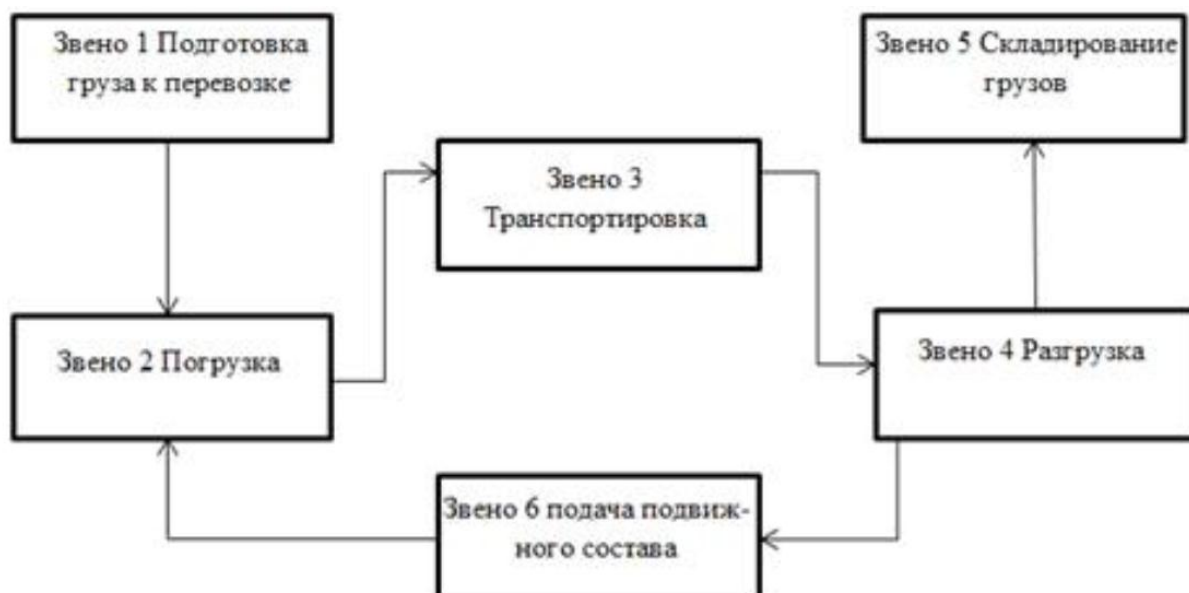 Звено 1 Подготовка
груза к перевозке
Звено 5 Складирование
грузов
Звено 3
Транспортировка
Звено 2 Погрузка
Звено 4 Разгрузка
Звено 6 подача подвиж-
ного состава